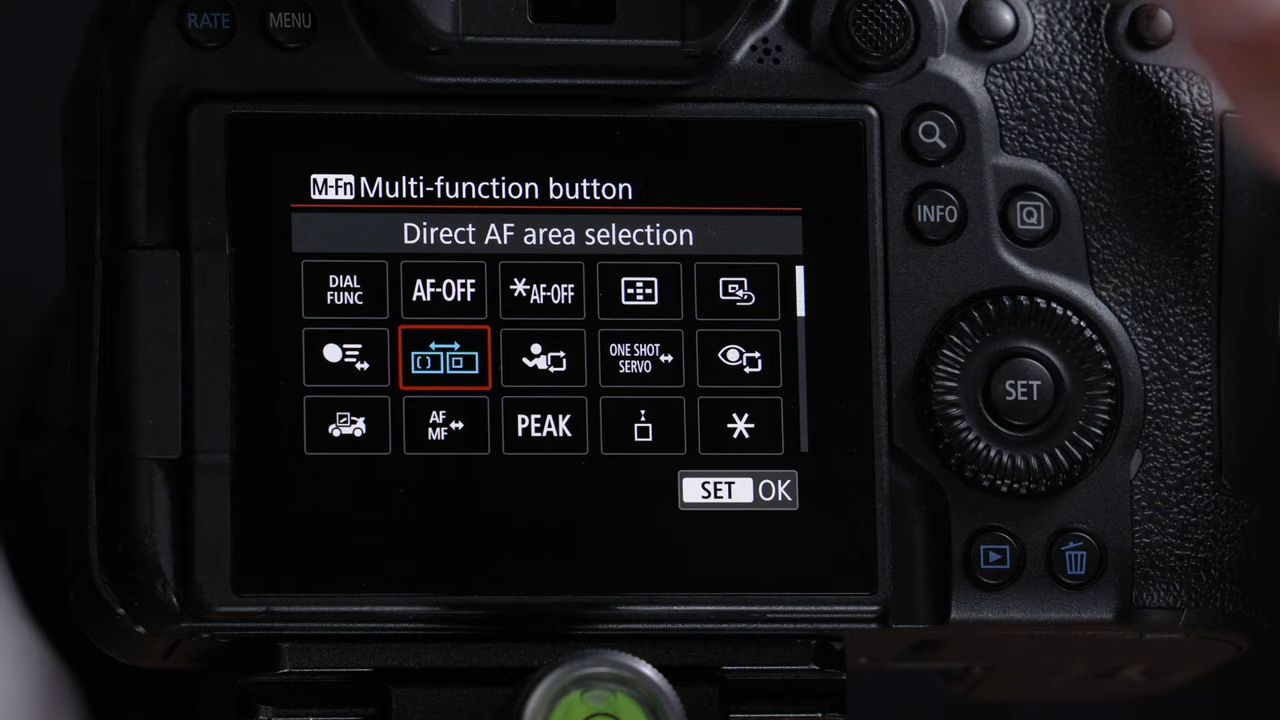 RATE MENU
M-Fn Multi-function button
Direct AF area selection
DIAL FUNC
AF-OFF
*AF-OFF
ONE SHOT SERVO
AF MF
PEAK
*
SET OK
INFO
Q
SET